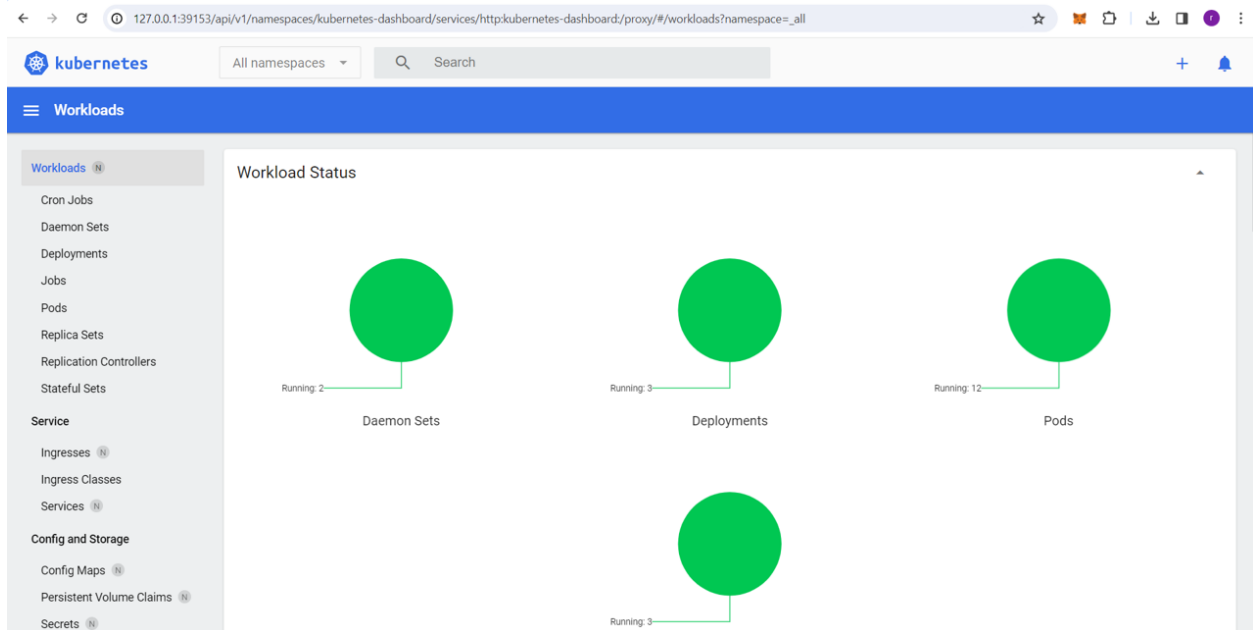 127.0.0.1:39153/api/v1/namespaces/kubernetes-dashboard/services/http:kubernetes-dashboard:/proxy/#/workloads?namespace=_all
r
kubernetes
All namespaces
Search
Workloads
Workloads N
Cron Jobs
Daemon Sets
Deployments
Jobs
Pods
Replica Sets
Replication Controllers
Stateful Sets
Service
Ingresses N
Ingress Classes
Services N
Config and Storage
Config Maps N
Persistent Volume Claims N
Secrets N
Workload Status
Running: 2
Daemon Sets
Running: 3
Deployments
Running: 12
Pods
Running: 3